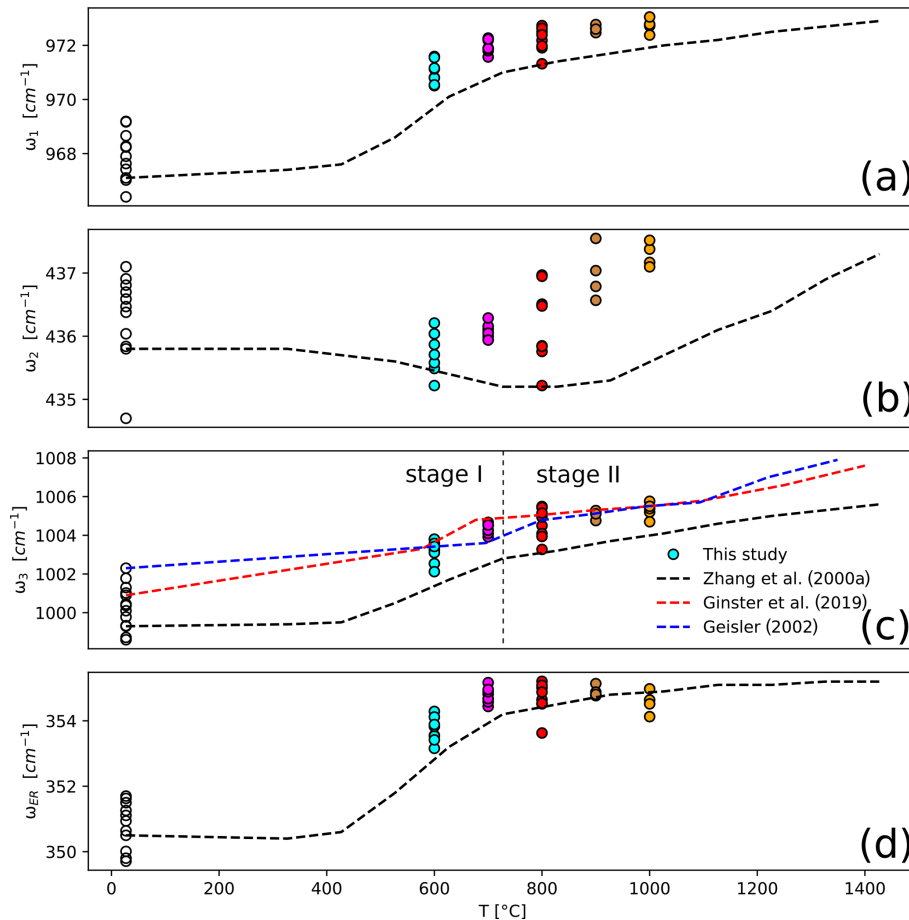 972
970
968
ω₁ [cm⁻¹]
(a)
437
436
435
ω₂ [cm⁻¹]
(b)
1008
1006
1004
1002
1000
ω₃ [cm⁻¹]
stage I
stage II
This study
Zhang et al. (2000a)
Ginster et al. (2019)
Geisler (2002)
(c)
354
352
350
ω_ER [cm⁻¹]
(d)
0 200 400 600 800 1000 1200 1400
T [°C]